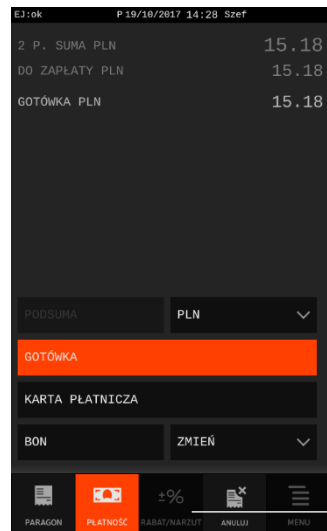 EJ:ok P 19/10/2017 14:28 Szef
2 P. SUMA PLN 15.18
DO ZAPŁATY PLN 15.18
GOTÓWKA PLN 15.18
PODSUMA PLN
GOTÓWKA
KARTA PŁATNICZA
BON ZMIEŃ
±%
PARAGON PŁATNOŚĆ RABAT/NARZUT ANULUJ MENU